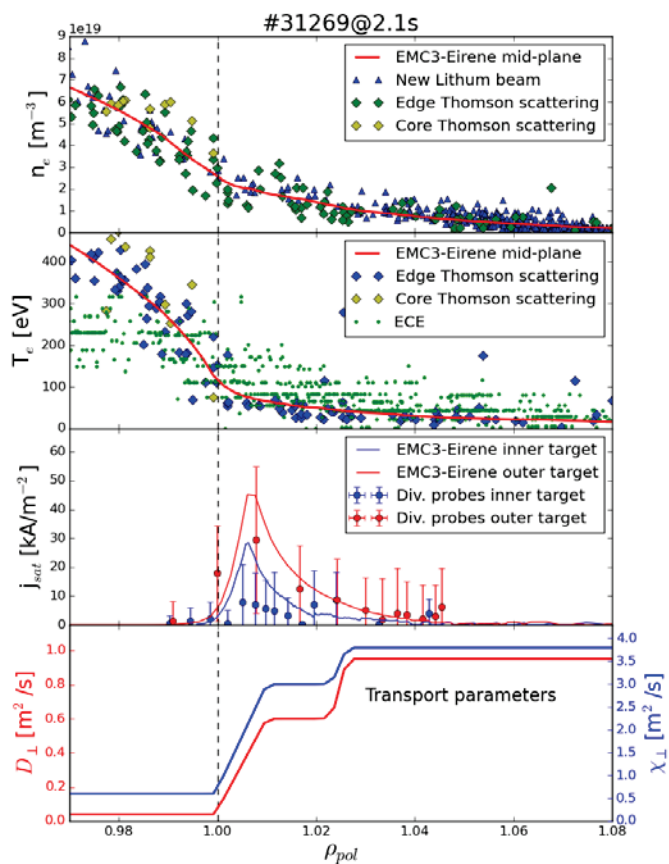 #31269@2.1s
1e19
9
8
7
6
5
4
3
2
1
0
n_e [m⁻³]
EMC3-Eirene mid-plane
New Lithum beam
Edge Thomson scattering
Core Thomson scattering
400
300
200
100
0
T_e [eV]
EMC3-Eirene mid-plane
Edge Thomson scattering
Core Thomson scattering
ECE
60
50
40
30
20
10
0
j_sat [kA/m⁻²]
EMC3-Eirene inner target
EMC3-Eirene outer target
Div. probes inner target
Div. probes outer target
1.0
0.8
0.6
0.4
0.2
0.0
D_⊥ [m² /s]
Transport parameters
4.0
3.5
3.0
2.5
2.0
1.5
1.0
0.5
0.0
χ_⊥ [m² /s]
0.98 1.00 1.02 1.04 1.06 1.08
ρ_pol